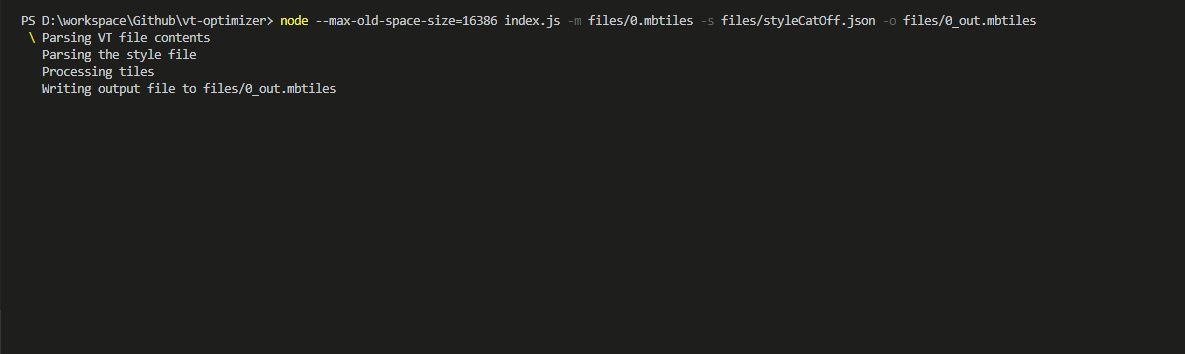 PS D:\workspace\Github\vt-optimizer> node --max-old-space-size=16386 index.js -m files/0.mbtiles -s files/styleCatOff.json -o files/0_out.mbtiles
\ Parsing VT file contents
Parsing the style file
Processing tiles
Writing output file to files/0_out.mbtiles